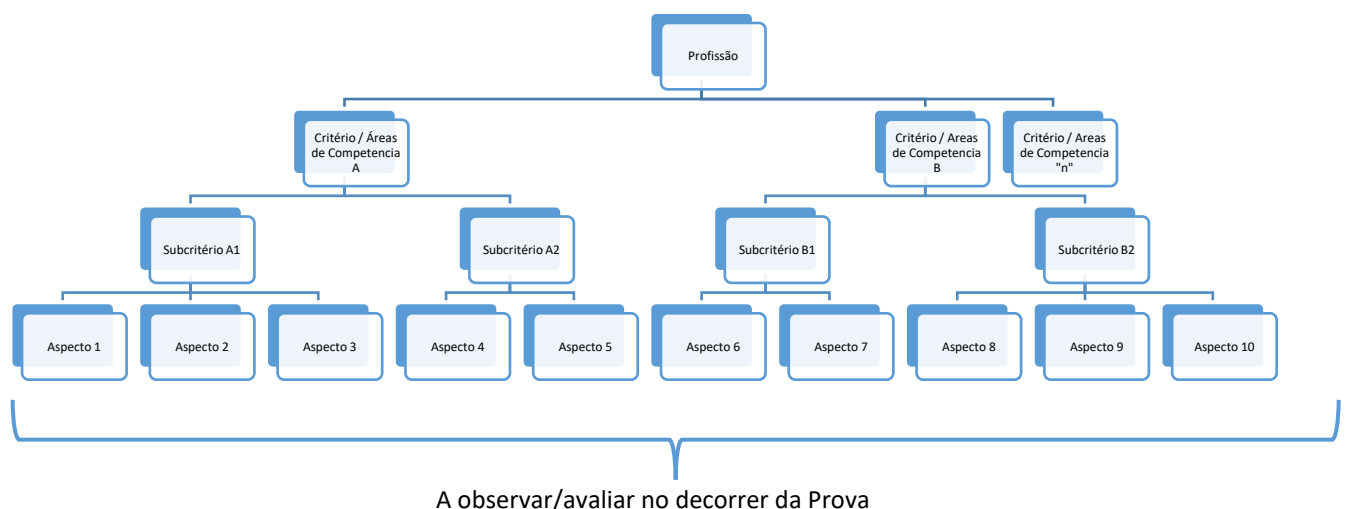 Profissão
Critério / Áreas
de Competencia
A
Critério / Areas
de Competencia
B
Critério / Areas
de Competencia
"n"
Subcritério A1
Subcritério A2
Subcritério B1
Subcritério B2
Aspecto 1
Aspecto 2
Aspecto 3
Aspecto 4
Aspecto 5
Aspecto 6
Aspecto 7
Aspecto 8
Aspecto 9
Aspecto 10
A observar/avaliar no decorrer da Prova